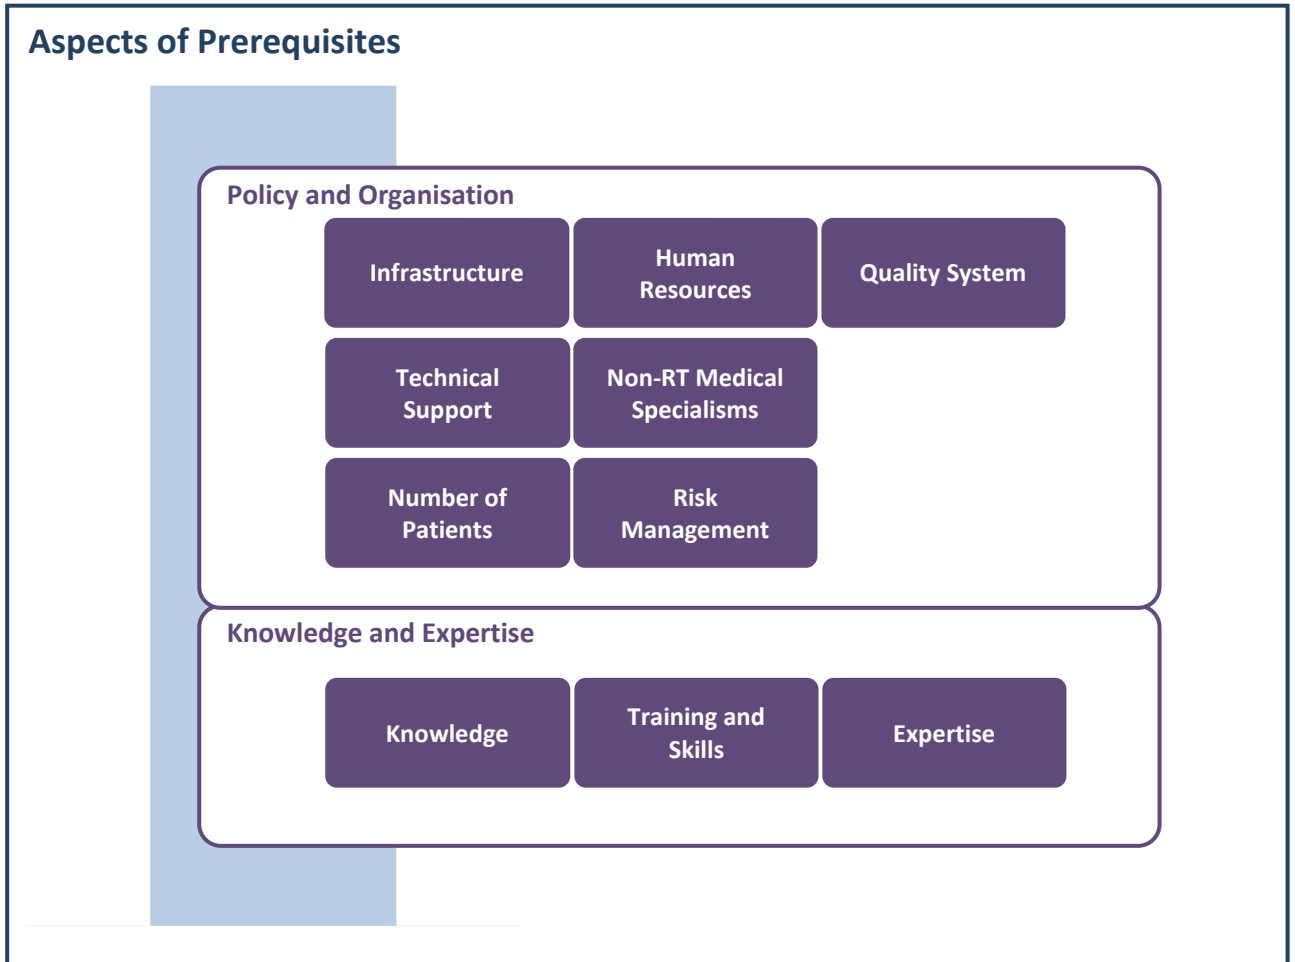 Aspects of Prerequisites
Policy and Organisation
Infrastructure
Human
Resources
Quality System
Technical
Support
Non-RT Medical
Specialisms
Number of
Patients
Risk
Management
Knowledge and Expertise
Knowledge
Training and
Skills
Expertise